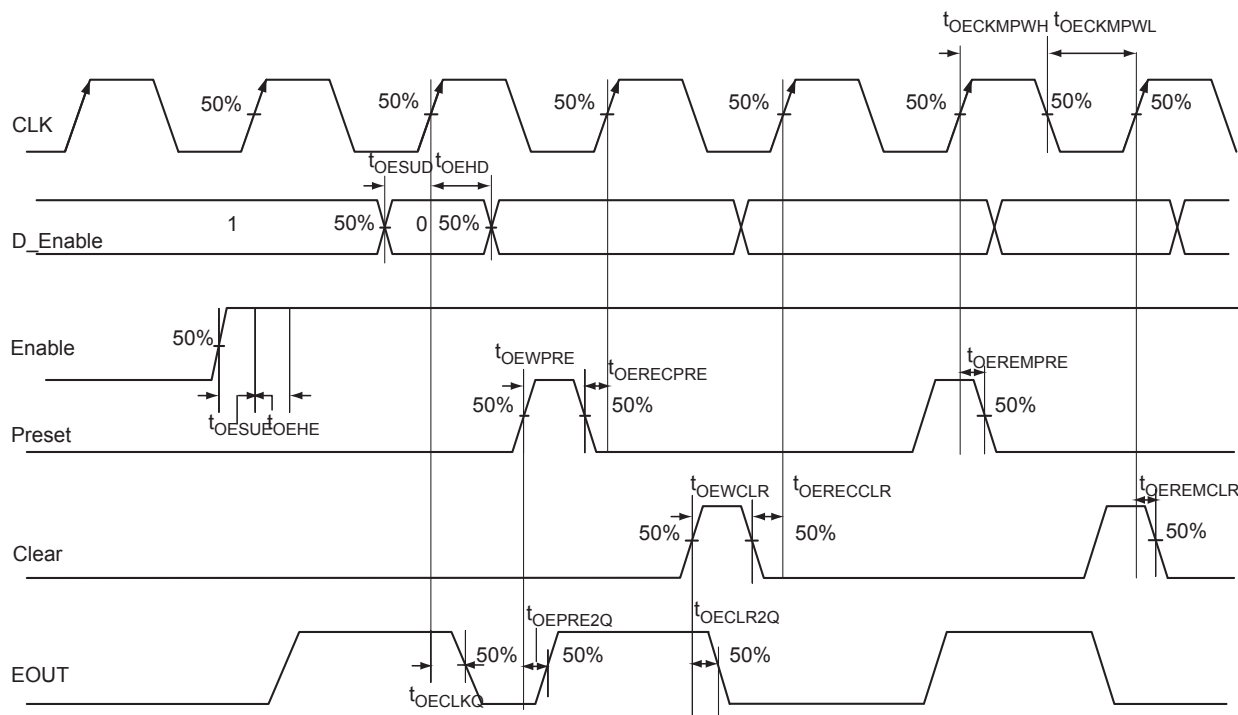 tOECKMPWH tOECKMPWL
CLK
50% 50% 50% 50% 50% 50% 50%
tOESUD tOEHD
D_Enable
1 50% 0 50%
Enable
50%
tOESUE tOEHE
tOEWPRE tOERECPRE tOEREMPRE
Preset
50% 50% 50%
tOEWCLR tOERECCLR tOEREMCLR
Clear
50% 50% 50%
tOEPRE2Q tOECLR2Q
EOUT
50% 50% 50%
tOECLKQ